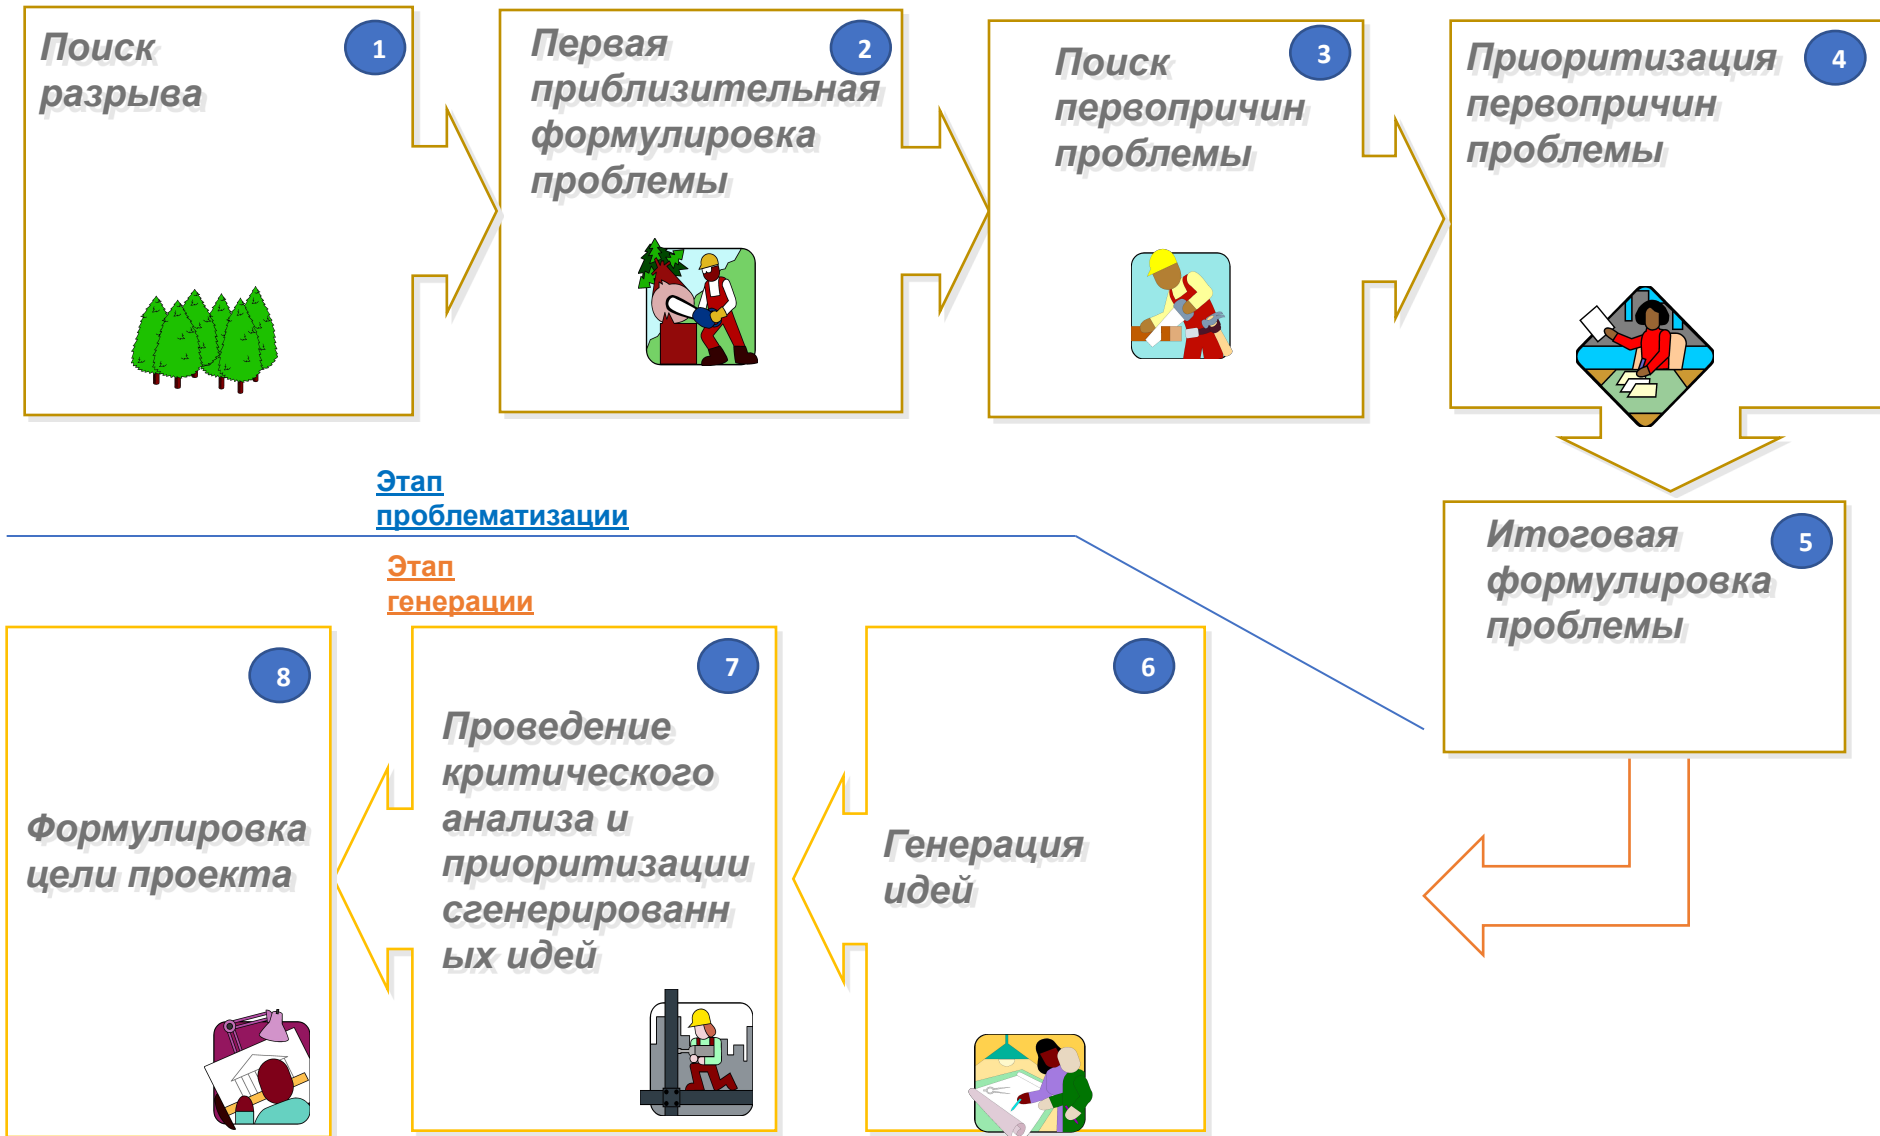 Поиск
разрыва
1
Первая
приблизительная
формулировка
проблемы
2
Поиск
первопричин
проблемы
3
Приоритизация
первопричин
проблемы
4
Этап
проблематизации
Итоговая
формулировка
проблемы
5
Этап
генерации
8
Формулировка
цели проекта
7
Проведение
критического
анализа и
приоритизации
сгенерированн
ых идей
6
Генерация
идей